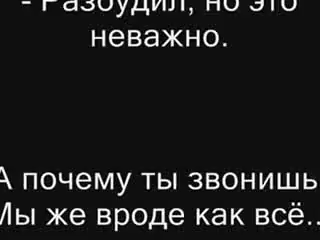 - Разбудил, но это
неважно.
А почему ты звонишь
Мы же вроде как всё..